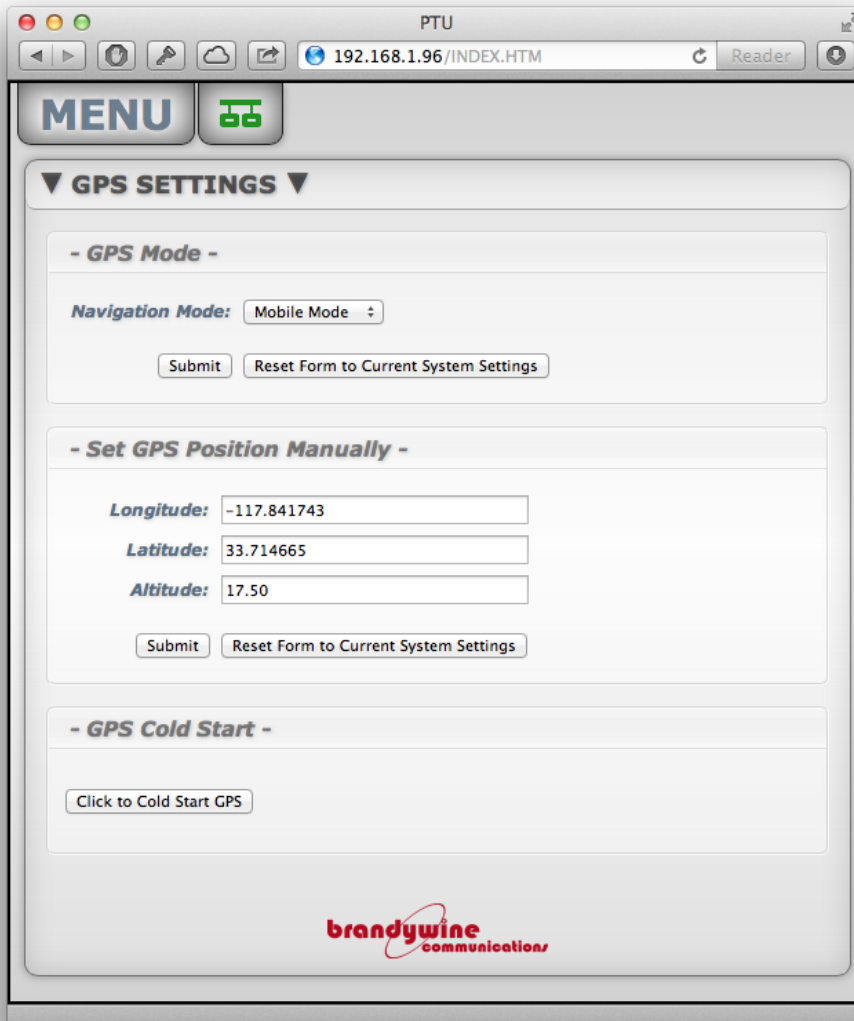 PTU
192.168.1.96/INDEX.HTM Reader
MENU
▼ GPS SETTINGS ▼
- GPS Mode -
Navigation Mode: Mobile Mode
Submit Reset Form to Current System Settings
- Set GPS Position Manually -
Longitude: -117.841743
Latitude: 33.714665
Altitude: 17.50
Submit Reset Form to Current System Settings
- GPS Cold Start -
Click to Cold Start GPS
brandywine
communications